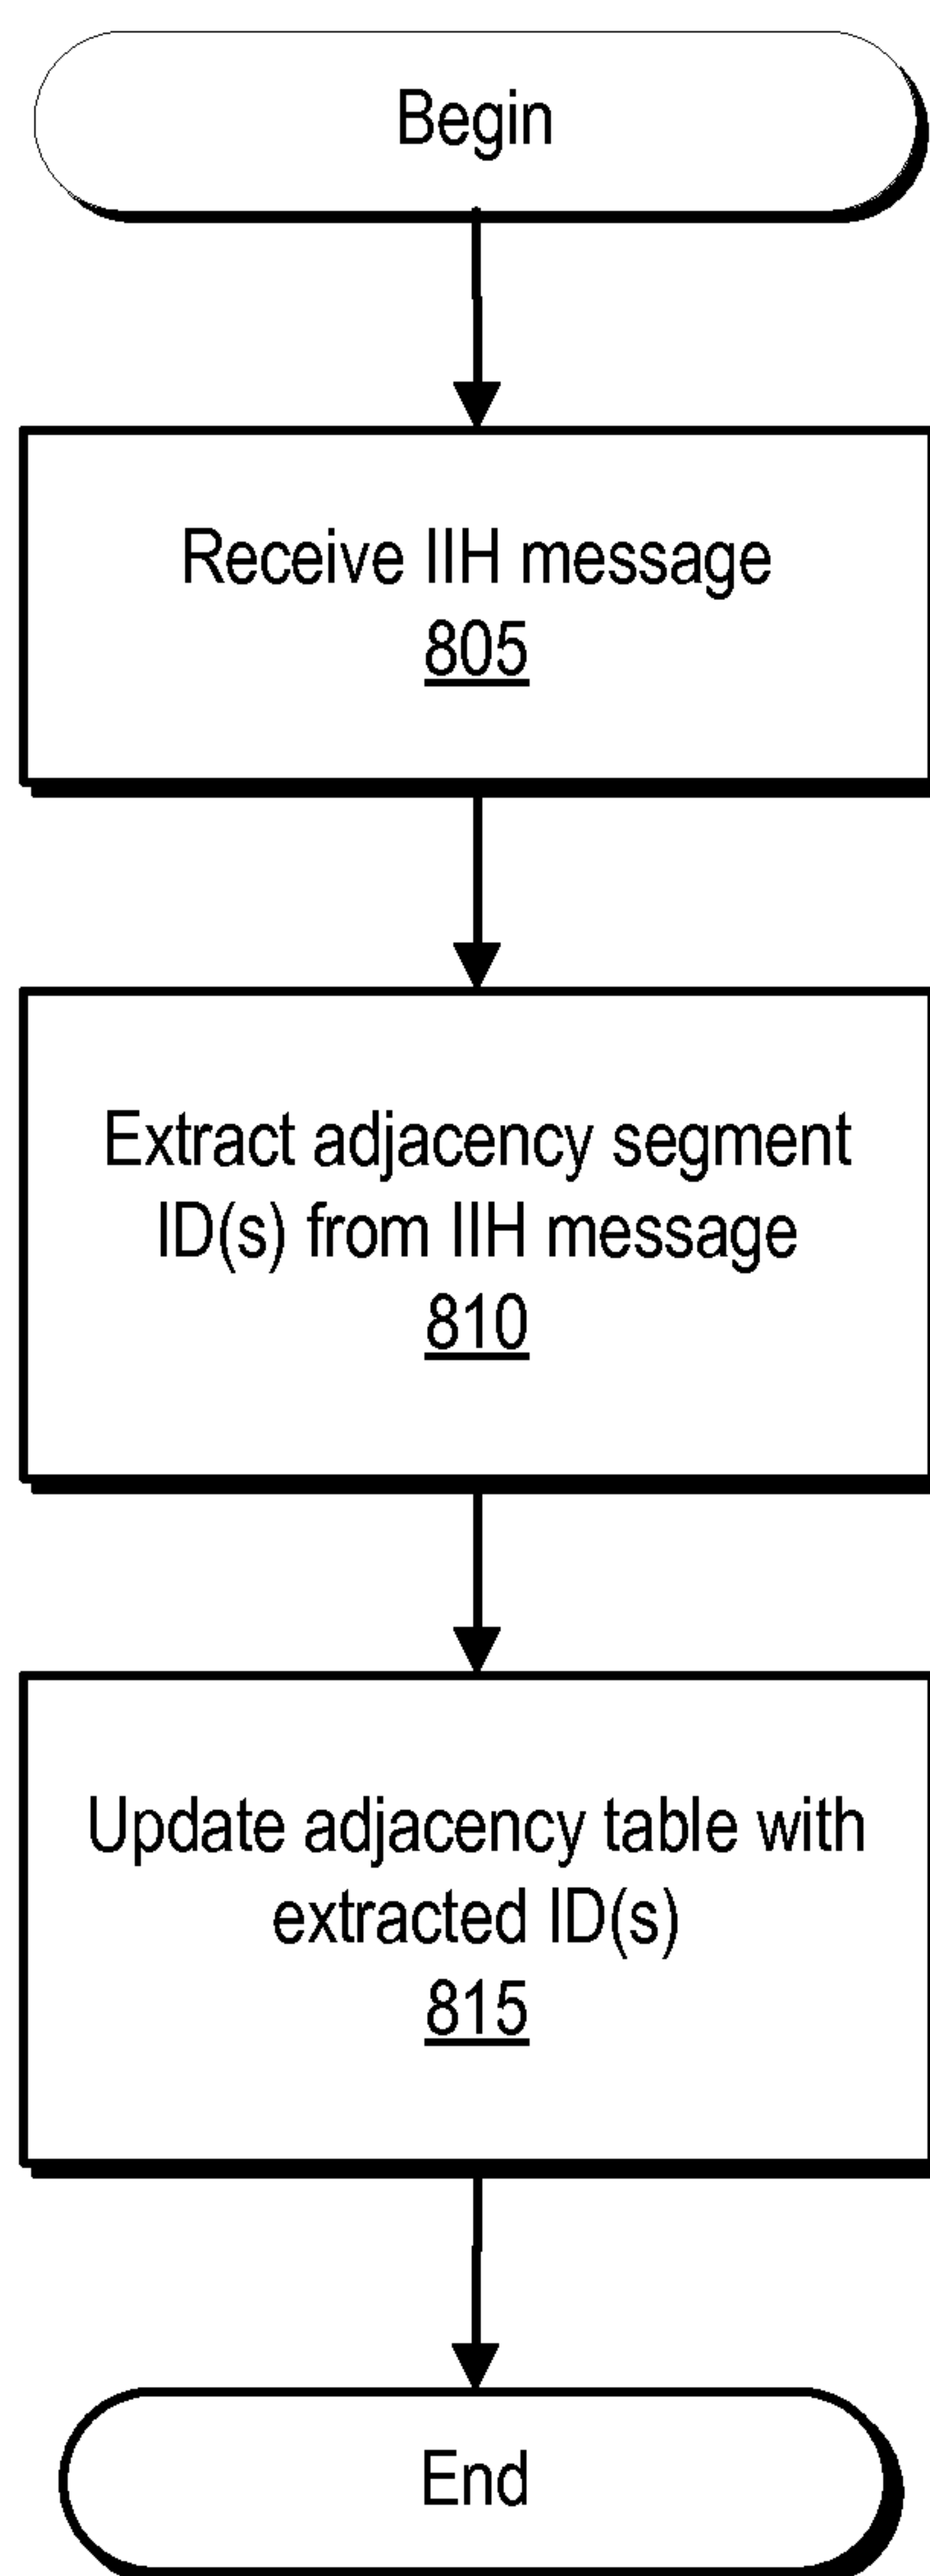 Begin
Receive IIH message
805
Extract adjacency segment
ID(s) from IIH message
810
Update adjacency table with
extracted ID(s)
815
End